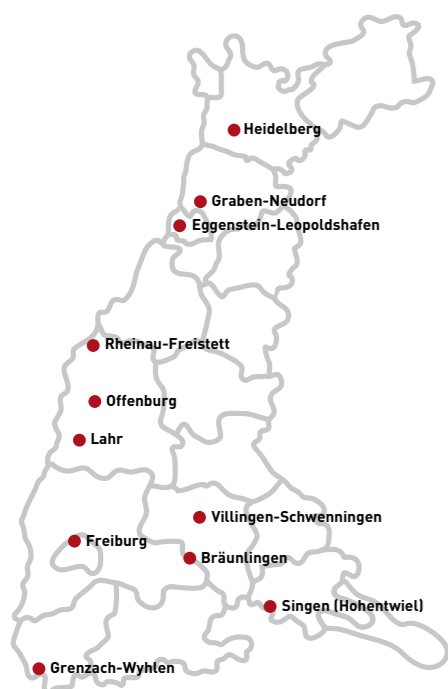 Heidelberg
Graben-Neudorf
Eggenstein-Leopoldshafen
Rheinau-Freistett
Offenburg
Lahr
Villingen-Schwenningen
Freiburg
Bräunlingen
Singen (Hohentwiel)
Grenzach-Wyhlen